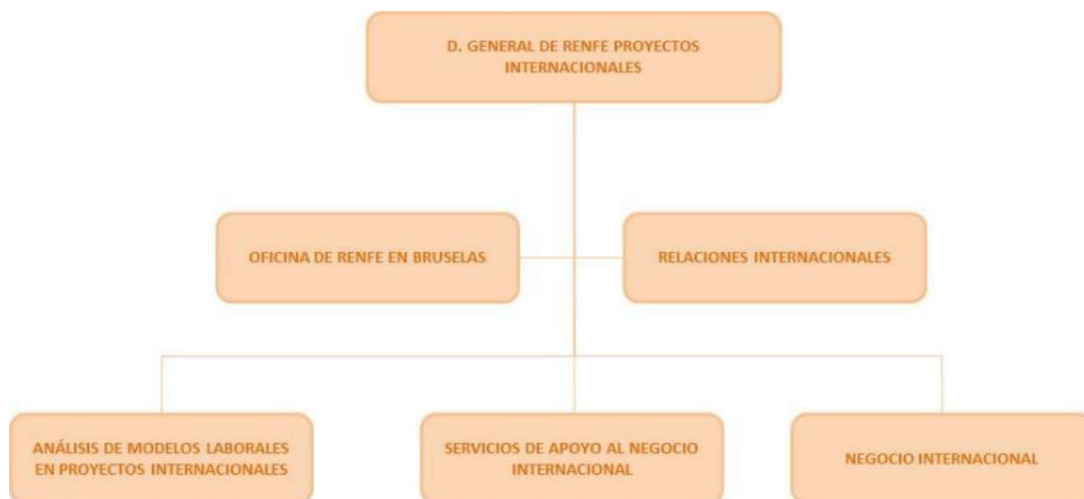 D. GENERAL DE RENFE PROYECTOS
INTERNACIONALES
OFICINA DE RENFE EN BRUSELAS
RELACIONES INTERNACIONALES
ANÁLISIS DE MODELOS LABORALES
EN PROYECTOS INTERNACIONALES
SERVICIOS DE APOYO AL NEGOCIO
INTERNACIONAL
NEGOCIO INTERNACIONAL